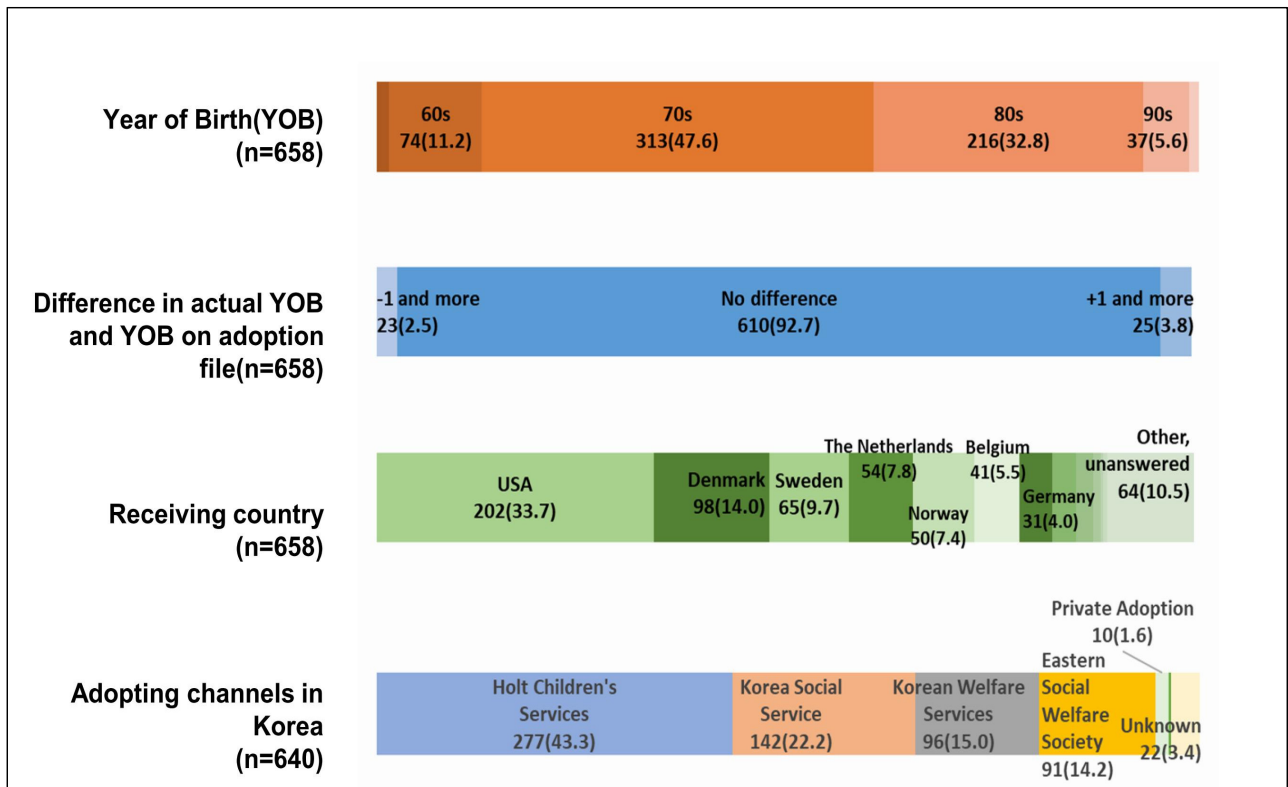 Year of Birth(YOB)
(n=658)
60s
74(11.2)
70s
313(47.6)
80s
216(32.8)
90s
37(5.6)
Difference in actual YOB
and YOB on adoption
file(n=658)
-1 and more
23(2.5)
No difference
610(92.7)
+1 and more
25(3.8)
Receiving country
(n=658)
USA
202(33.7)
Denmark
98(14.0)
Sweden
65(9.7)
The Netherlands
54(7.8)
Norway
50(7.4)
Belgium
41(5.5)
Germany
31(4.0)
Other,
unanswered
64(10.5)
Adopting channels in
Korea
(n=640)
Holt Children's
Services
277(43.3)
Korea Social
Service
142(22.2)
Korean Welfare
Services
96(15.0)
Eastern
Social
Welfare
Society
91(14.2)
Private Adoption
10(1.6)
Unknown
22(3.4)